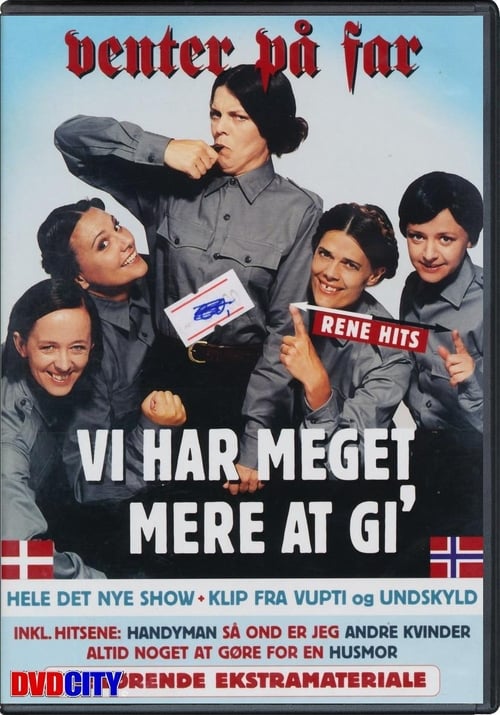 venter på far
RENE HITS
VI HAR MEGET
MERE AT GI'
HELE DET NYE SHOW • KLIP FRA VUPTI og UNDSKYLD
INKL. HITSENE: HANDYMAN SÅ OND ER JEG ANDRE KVINDER
ALTID NOGET AT GØRE FOR EN HUSMOR
DVDCITY
RENDE EKSTRAMATERIALE